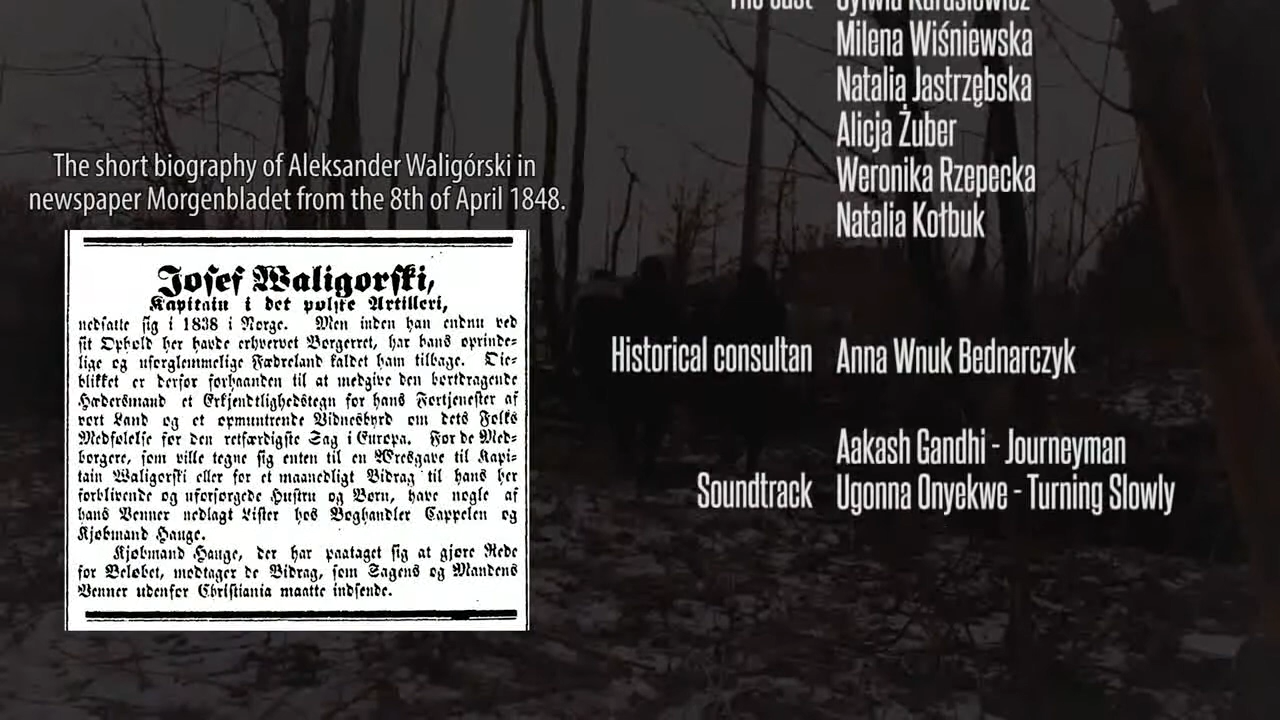 The short biography of Aleksander Waligórski in
newspaper Morgenbladet from the 8th of April 1848.
Josef Waligorski,
Kapitain i det polske Artilleri,
nedsatte sig i 1838 i Norge. Men inden han endnu ved
sit Ophold her havde erhvervet Borgerret, har hans oprinde-
lige og uforglemmelige Fædreland kaldet ham tilbage. Øie-
blikket er derfor forhaanden til at medgive den bortdragende
Hædersmand et Erkjendtlighedstegn for hans Fortjenester af
vort Land og et opmuntrende Vidnesbyrd om dets Folks
Medfølelse for den retfærdigste Sag i Europa. For de Med-
borgere, som ville tegne sig enten til en Æresgave til Kapi-
tain Waligorski eller for et maanedligt Bidrag til hans her
forblivende og uforsørgede Hustru og Børn, have nogle af
hans Venner nedlagt Lister hos Boghandler Cappelen og
Kjøbmand Hauge.
Kjøbmand Hauge, der har paataget sig at gjøre Rede
for Beløbet, modtager de Bidrag, som Sagens og Mandens
Venner udenfor Christiania maatte indsende.
Milena Wiśniewska
Natalia Jastrzębska
Alicja Żuber
Weronika Rzepecka
Natalia Kołbuk
Historical consultan Anna Wnuk Bednarczyk
Aakash Gandhi - Journeyman
Soundtrack Ugonna Onyekwe - Turning Slowly